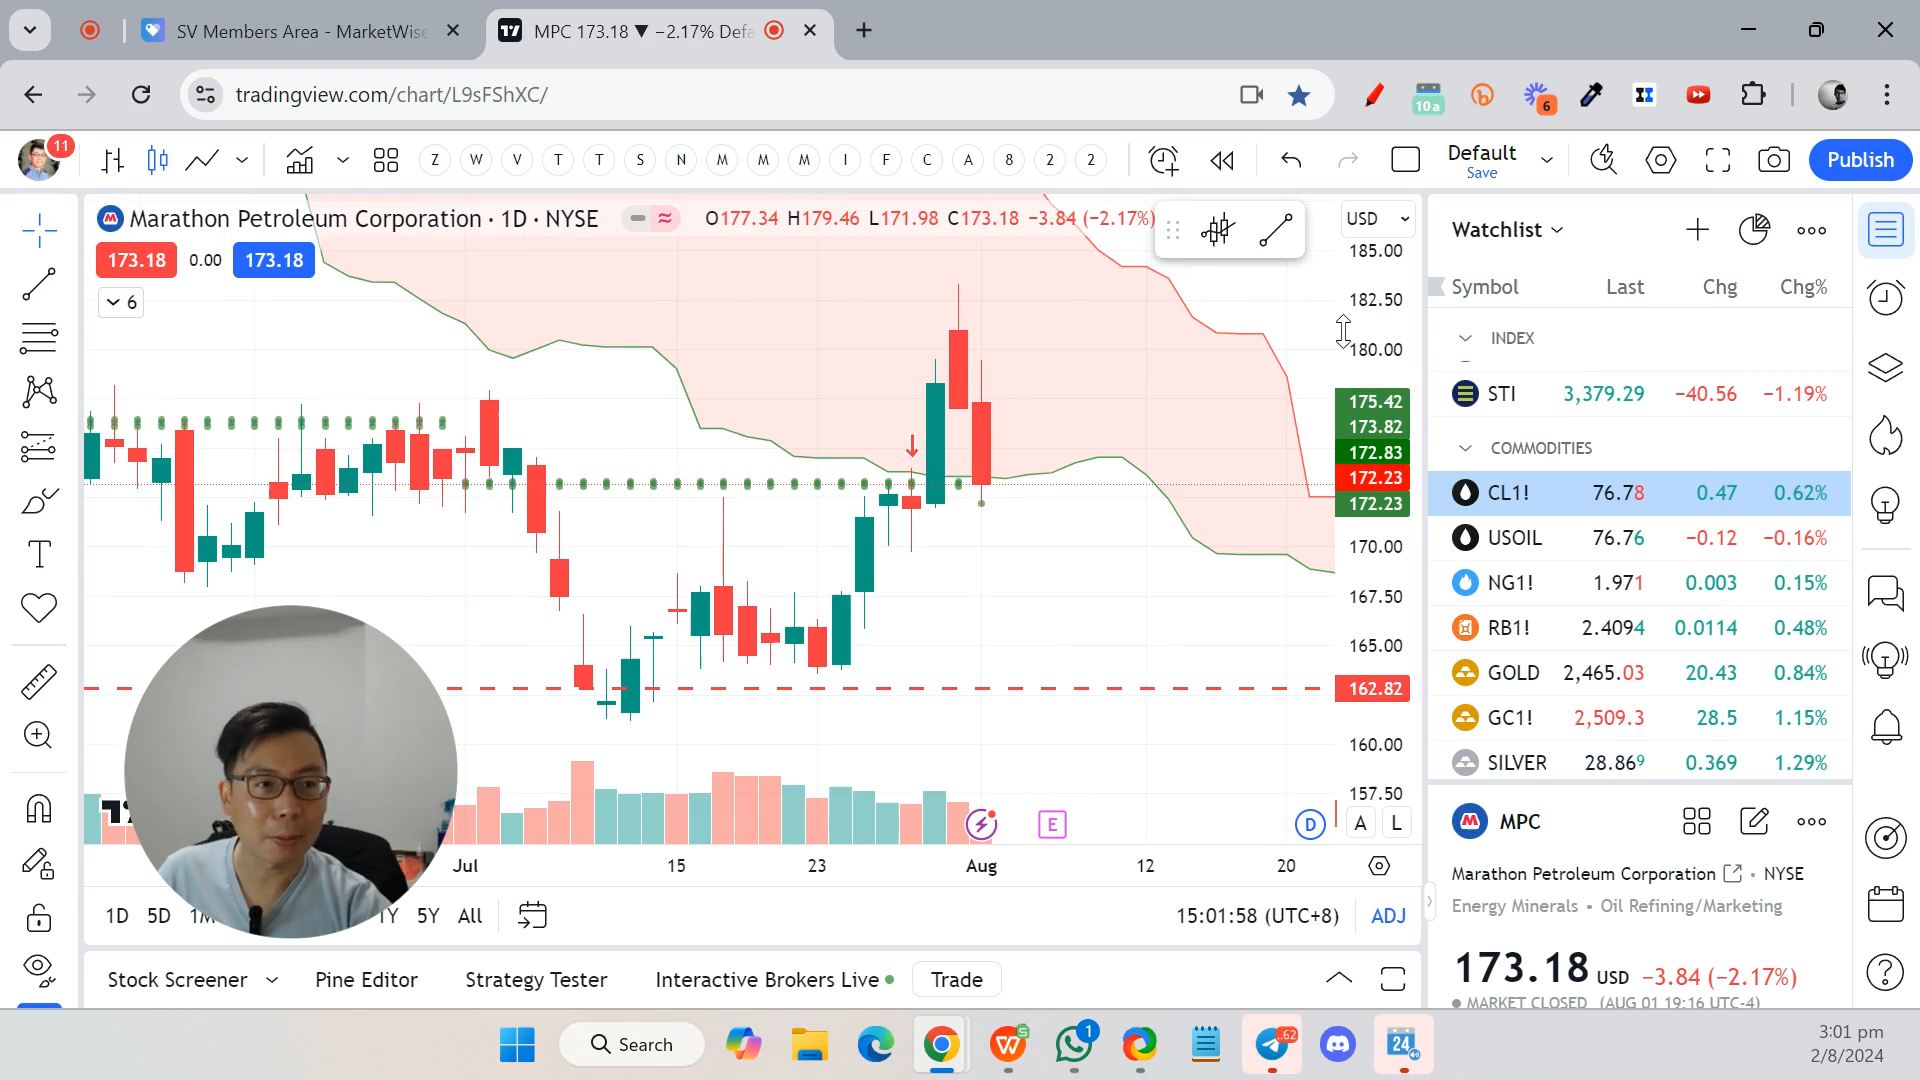 SV Members Area - MarketWise
MPC 173.18 ▼ −2.17% Defa
tradingview.com/chart/L9sFShXC/
10 a
6
11
Z W V T T S N M M M I F C A 8 2 2
Default
Save
Publish
Marathon Petroleum Corporation · 1D · NYSE
O177.34 H179.46 L171.98 C173.18 −3.84 (−2.17%)
USD
173.18 0.00 173.18
6
185.00
182.50
180.00
175.42
173.82
172.83
172.23
172.23
170.00
167.50
165.00
162.82
160.00
157.50
E
D
A L
Jul 15 23 Aug 12 20
1D 5D 1M 1Y 5Y All
15:01:58 (UTC+8) ADJ
Stock Screener Pine Editor Strategy Tester Interactive Brokers Live Trade
Watchlist
Symbol Last Chg Chg%
INDEX
STI 3,379.29 −40.56 −1.19%
COMMODITIES
CL1! 76.78 0.47 0.62%
USOIL 76.76 −0.12 −0.16%
NG1! 1.971 0.003 0.15%
RB1! 2.4094 0.0114 0.48%
GOLD 2,465.03 20.43 0.84%
GC1! 2,509.3 28.5 1.15%
SILVER 28.869 0.369 1.29%
MPC
Marathon Petroleum Corporation • NYSE
Energy Minerals • Oil Refining/Marketing
173.18 USD −3.84 (−2.17%)
MARKET CLOSED (AUG 01 19:16 UTC-4)
Search
1
62
24
3:01 pm
2/8/2024